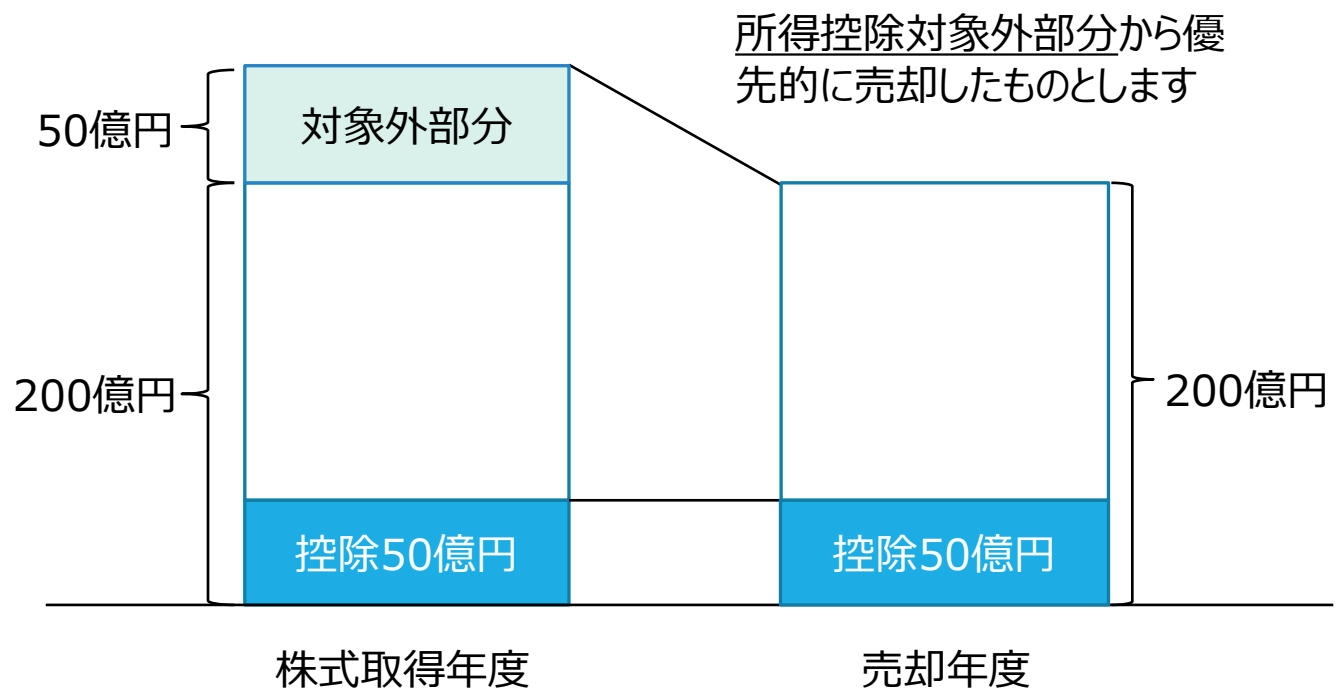 所得控除対象外部分から優
先的に売却したものとします
50億円
対象外部分
200億円
200億円
控除50億円
控除50億円
株式取得年度
売却年度